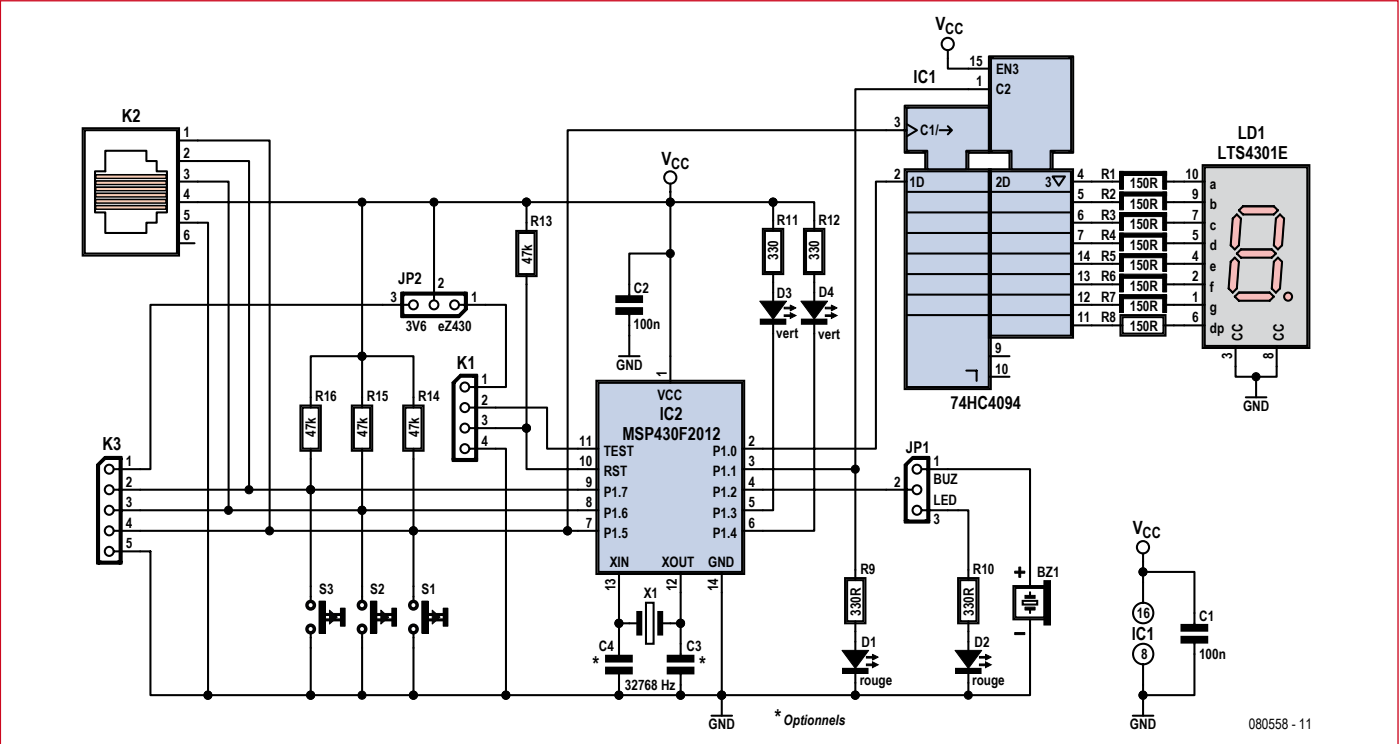 VCC
15 EN3
IC1
1 C2
K2
3 C1/→
LD1
LTS4301E
1
2
3
4
5
6
VCC
2 1D 2D 3▽
4 R1 150R 10 a
5 R2 150R 9 b
6 R3 150R 7 c
7 R4 150R 5 d
14 R5 150R 4 e
13 R6 150R 2 f
12 R7 150R 1 g
11 R8 150R 6 dp
CC CC
3 8
GND
9
10
74HC4094
R13
47k
R11
330
R12
330
JP2
3 2 1
3V6 eZ430
C2
100n
GND
D3
vert
D4
vert
K1
1
2
3
4
R16
47k
R15
47k
R14
47k
1
VCC
IC2
MSP430F2012
11 TEST
10 RST
9 P1.7
8 P1.6
7 P1.5
P1.0 2
P1.1 3
P1.2 4
P1.3 5
P1.4 6
XIN XOUT GND
13 12 14
K3
1
2
3
4
5
JP1
1
BUZ
2
LED
3
S3 S2 S1
X1
C4
*
C3
*
32768 Hz
R9
330R
D1
rouge
R10
330R
D2
rouge
+ BZ1
–
VCC
16
IC1
8
C1
100n
GND
GND
* Optionnels
080558 - 11